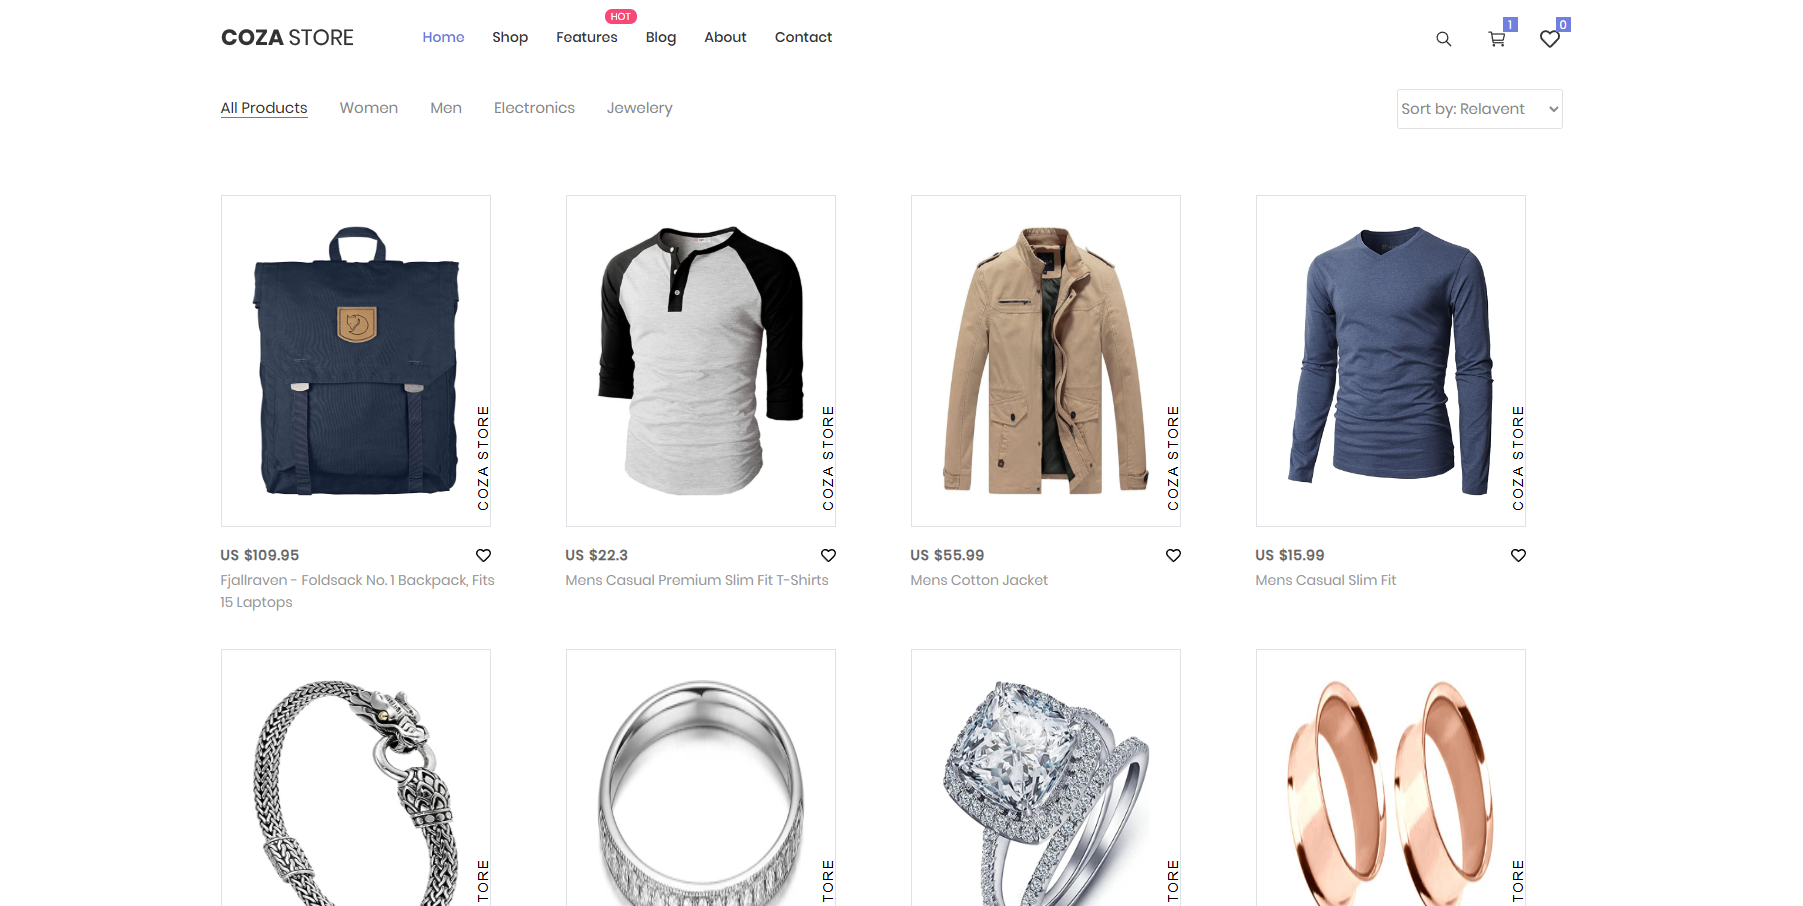 COZA STORE
Home
Shop
Features
HOT
Blog
About
Contact
1
0
All Products
Women
Men
Electronics
Jewelery
Sort by: Relavent
COZA STORE
COZA STORE
COZA STORE
COZA STORE
US $109.95
Fjallraven - Foldsack No. 1 Backpack, Fits
15 Laptops
US $22.3
Mens Casual Premium Slim Fit T-Shirts
US $55.99
Mens Cotton Jacket
US $15.99
Mens Casual Slim Fit
TORE
TORE
TORE
TORE